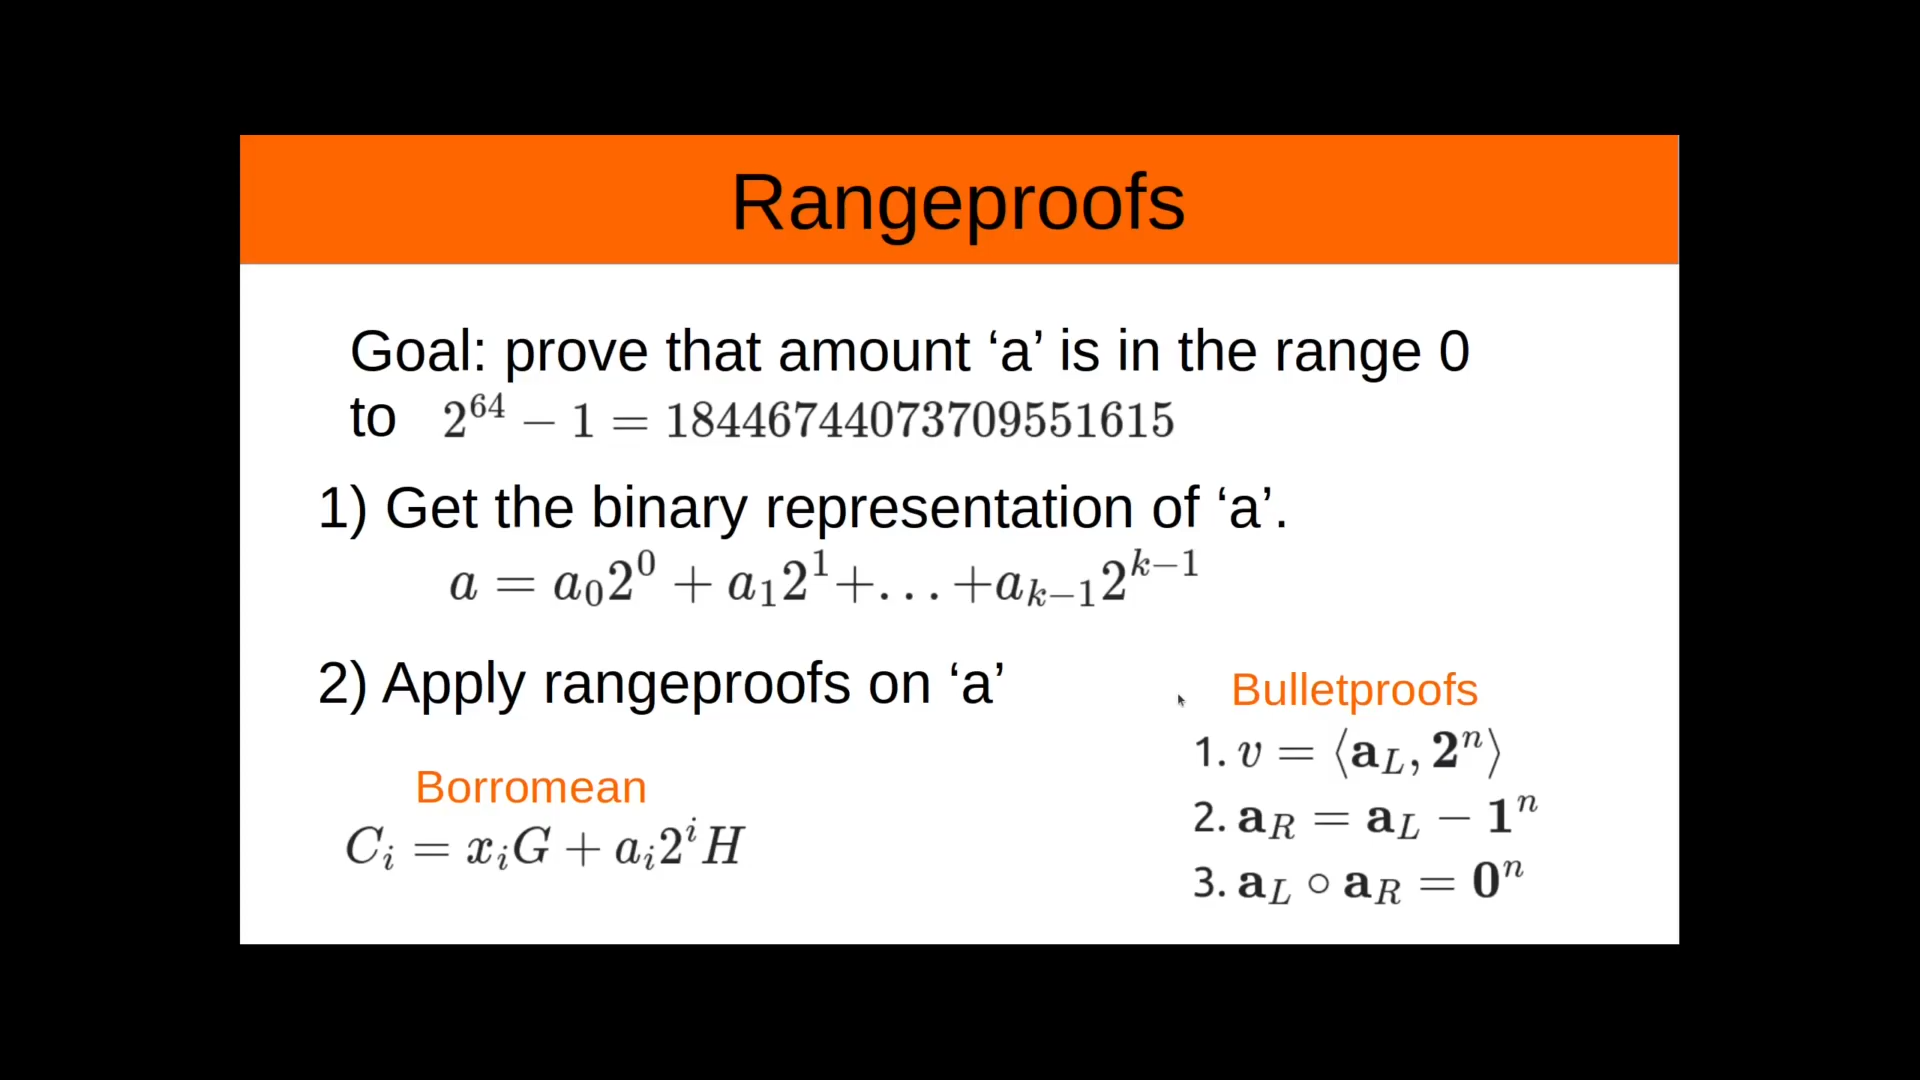 Rangeproofs
Goal: prove that amount ‘a’ is in the range 0
to 2^{64} − 1 = 18446744073709551615
1) Get the binary representation of ‘a’.
a = a_0 2^0 + a_1 2^1 + . . . + a_{k−1} 2^{k−1}
2) Apply rangeproofs on ‘a’
Borromean
C_i = x_i G + a_i 2^i H
Bulletproofs
1. v = ⟨𝐚_L, 𝟐^n⟩
2. 𝐚_R = 𝐚_L − 𝟏^n
3. 𝐚_L ∘ 𝐚_R = 𝟎^n